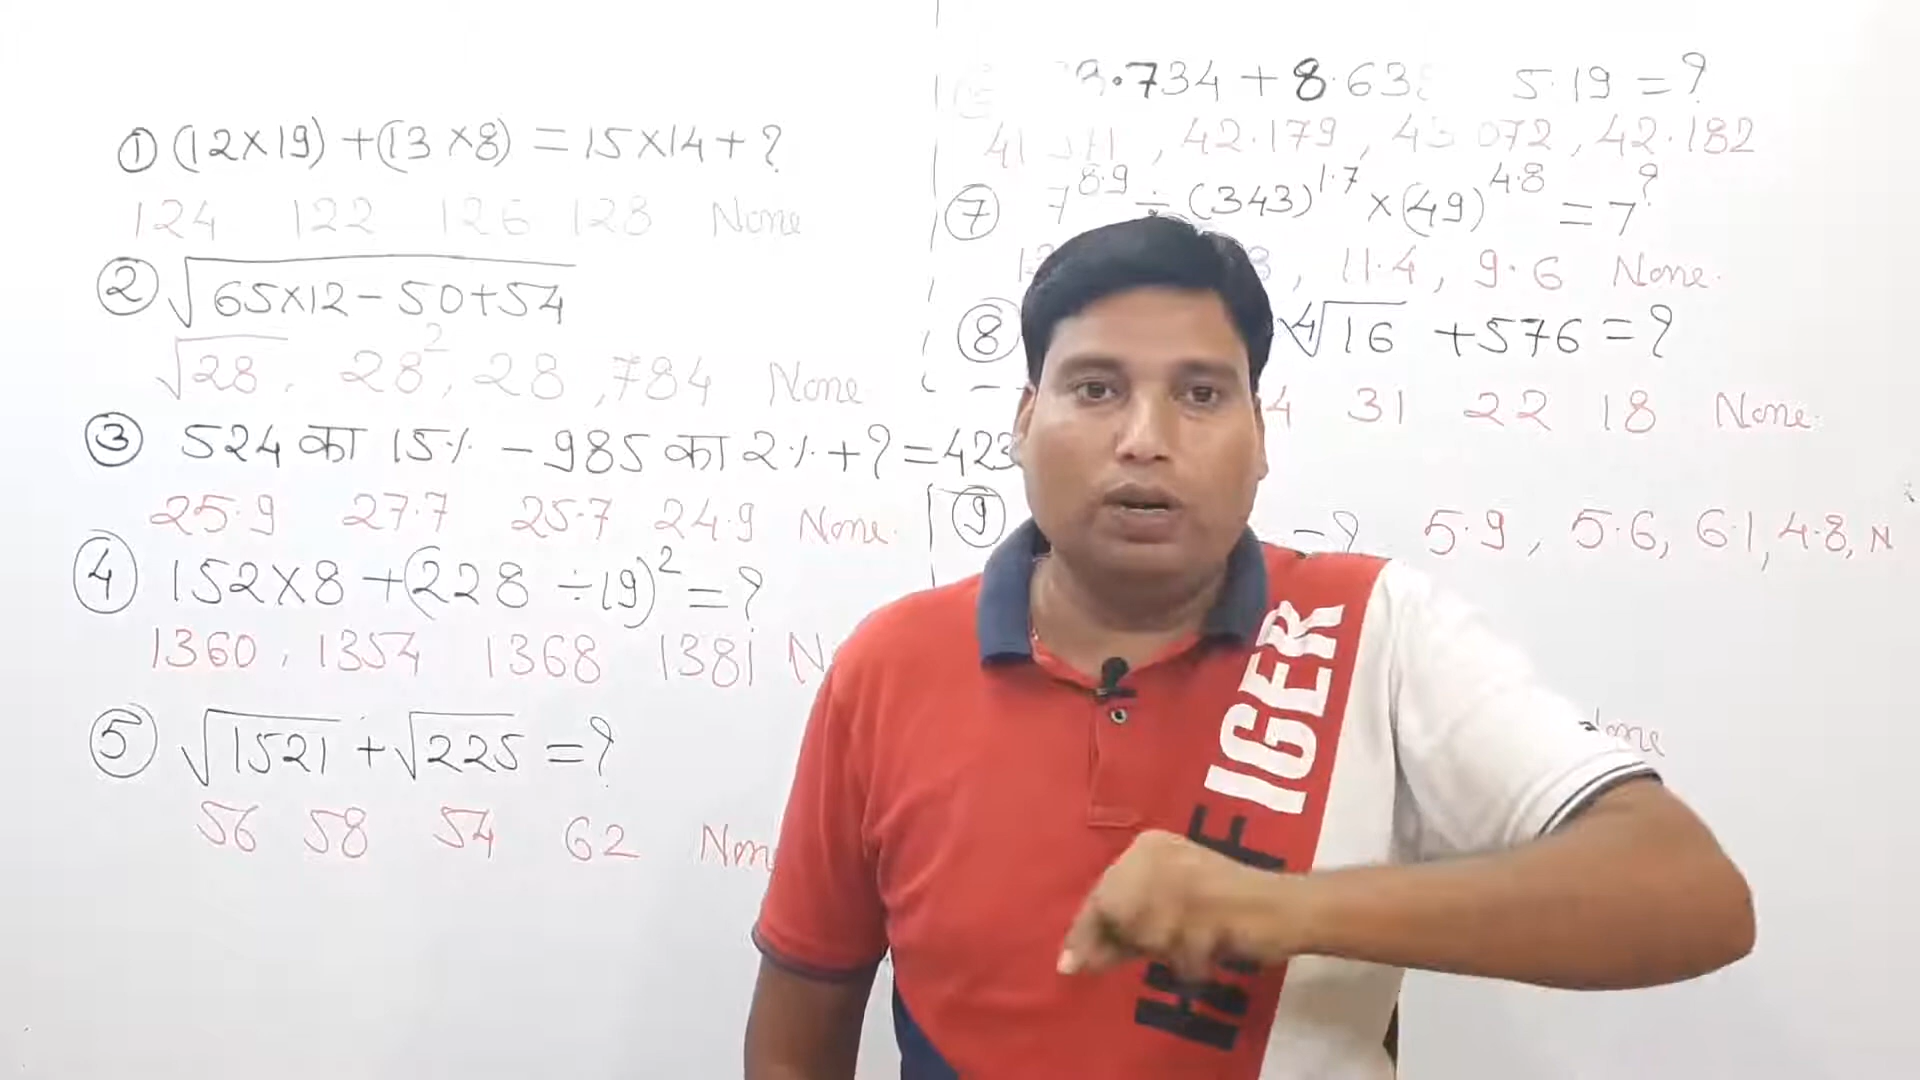 ① (12×19) + (13×8) = 15×14 + ?
124 122 126 128 None
② √65×12 - 50+54
√28, 28², 28, 784 None
③ 524 का 15% - 985 का 2% + ? = 423
25.9 27.7 25.7 24.9 None.
④ 152×8 + (228 ÷ 19)² = ?
1360, 1354 1368 1381
⑤ √1521 + √225 = ?
56 58 54 62 Non
.734 + 8.63 5.19 = ?
42.179, 42.182
⑦ 7^8.9 ÷ (343)^1.7 × (49)^4.8 = 7^?
11.4, 9.6 None.
⑧ ∜16 + 576 = ?
4 31 22 18 None.
⑨ = ? 5.9, 5.6, 6.1, 4.8, N
None
HIFIGER